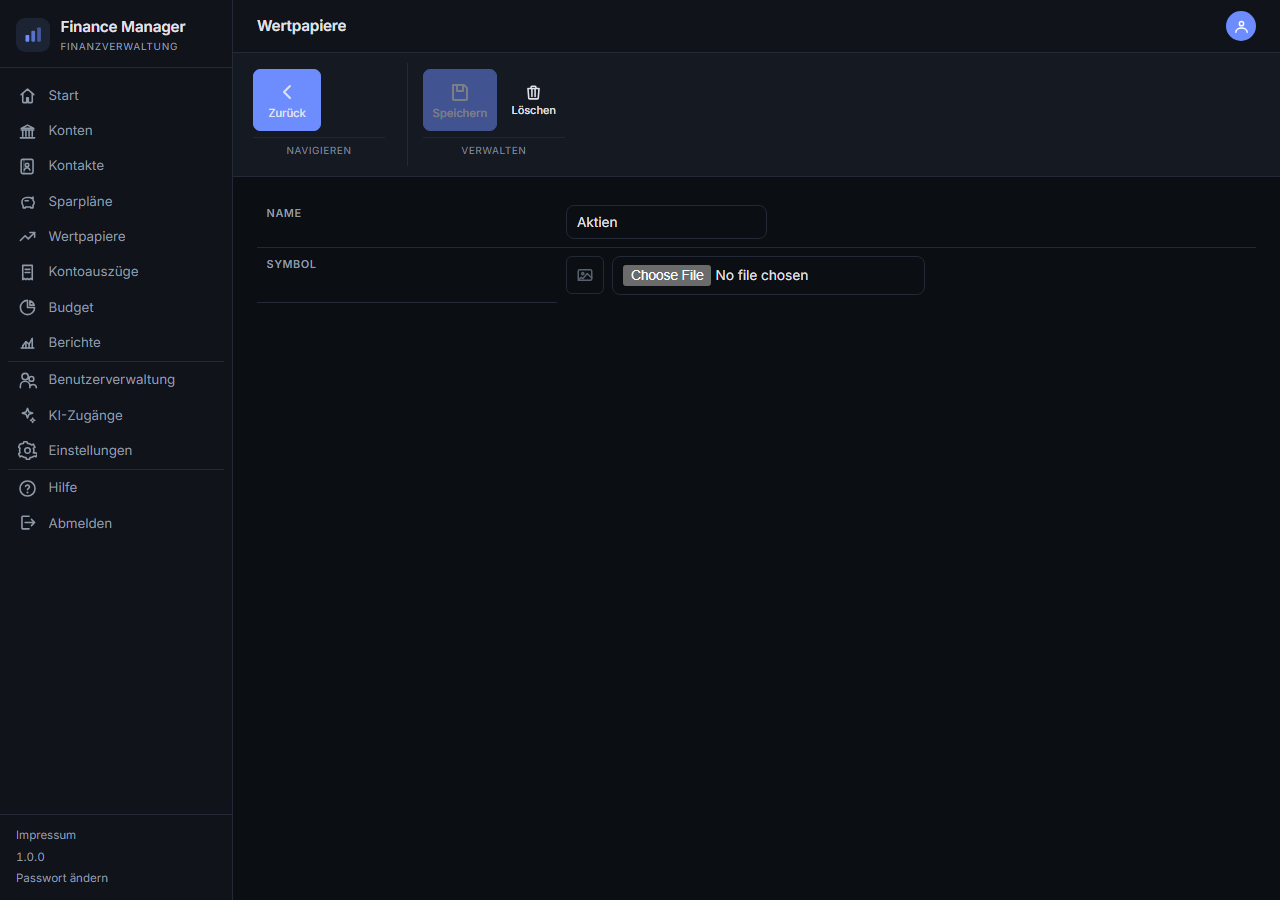 Finance Manager
FINANZVERWALTUNG
Start
Konten
Kontakte
Sparpläne
Wertpapiere
Kontoauszüge
Budget
Berichte
Benutzerverwaltung
KI-Zugänge
Einstellungen
Hilfe
Abmelden
Impressum
1.0.0
Passwort ändern
Wertpapiere
Zurück
NAVIGIEREN
Speichern
Löschen
VERWALTEN
NAME
Aktien
SYMBOL
Choose File No file chosen